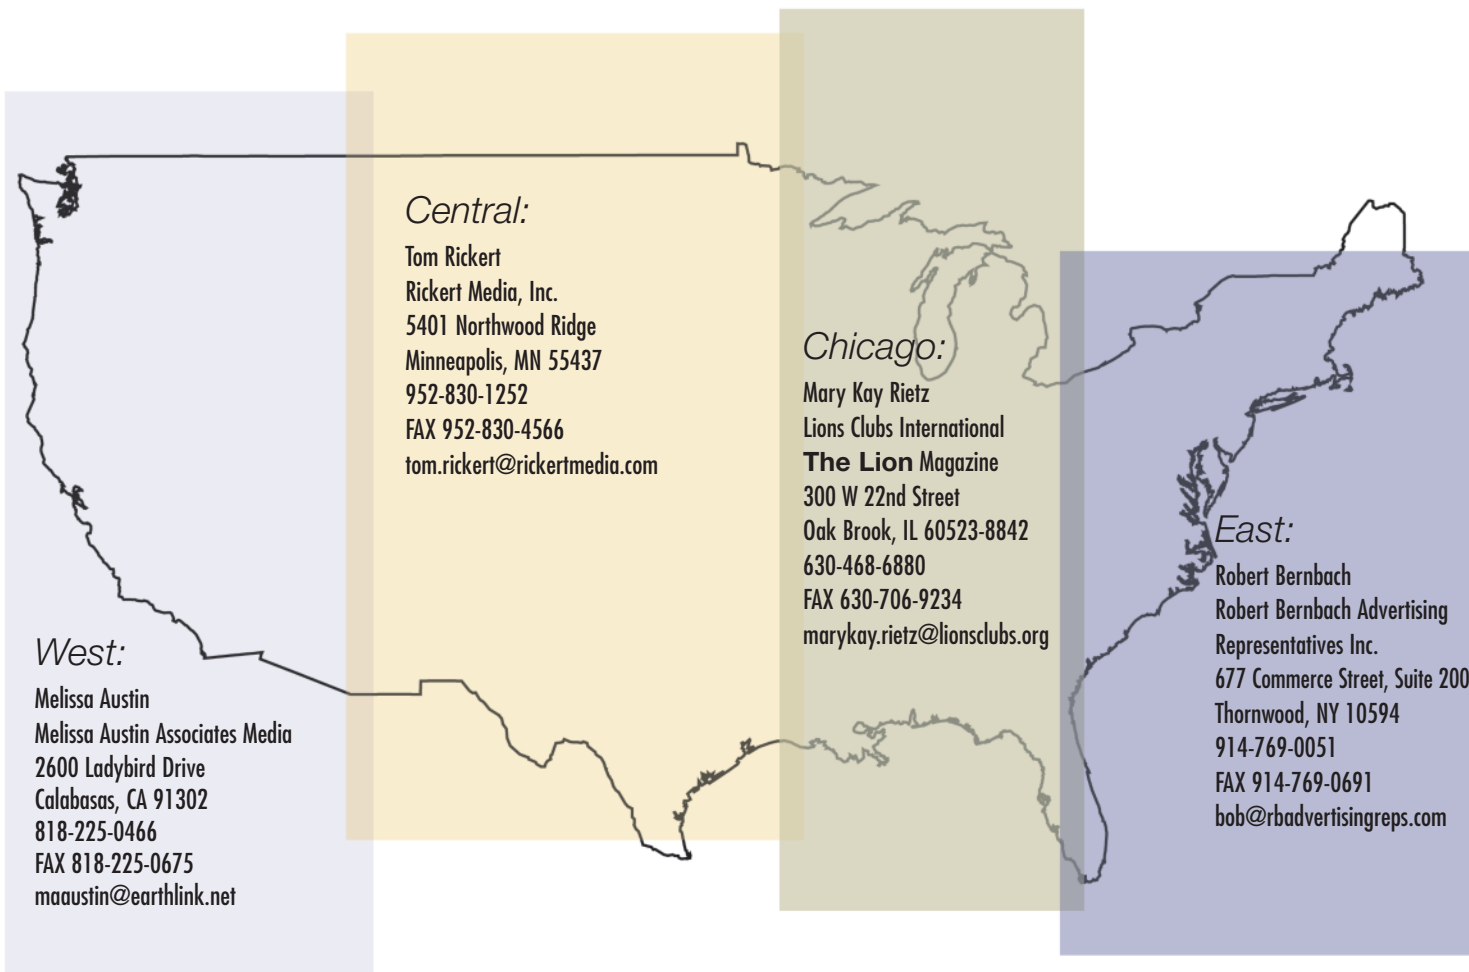 Central:
Tom Rickert
Rickert Media, Inc.
5401 Northwood Ridge
Minneapolis, MN 55437
952-830-1252
FAX 952-830-4566
tom.rickert@rickertmedia.com
Chicago:
Mary Kay Rietz
Lions Clubs International
The Lion Magazine
300 W 22nd Street
Oak Brook, IL 60523-8842
630-468-6880
FAX 630-706-9234
marykay.rietz@lionsclubs.org
East:
Robert Bernbach
Robert Bernbach Advertising
Representatives Inc.
677 Commerce Street, Suite 200
Thornwood, NY 10594
914-769-0051
FAX 914-769-0691
bob@rbadvertisingreps.com
West:
Melissa Austin
Melissa Austin Associates Media
2600 Ladybird Drive
Calabasas, CA 91302
818-225-0466
FAX 818-225-0675
maaustin@earthlink.net